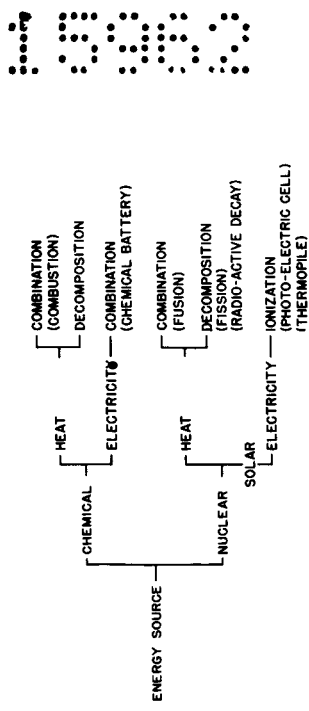 15962
ENERGY SOURCE
CHEMICAL
HEAT
COMBINATION
(COMBUSTION)
DECOMPOSITION
ELECTRICITY
COMBINATION
(CHEMICAL BATTERY)
NUCLEAR
HEAT
COMBINATION
(FUSION)
DECOMPOSITION
(FISSION)
(RADIO-ACTIVE DECAY)
SOLAR
ELECTRICITY
IONIZATION
(PHOTO-ELECTRIC CELL)
(THERMOPILE)